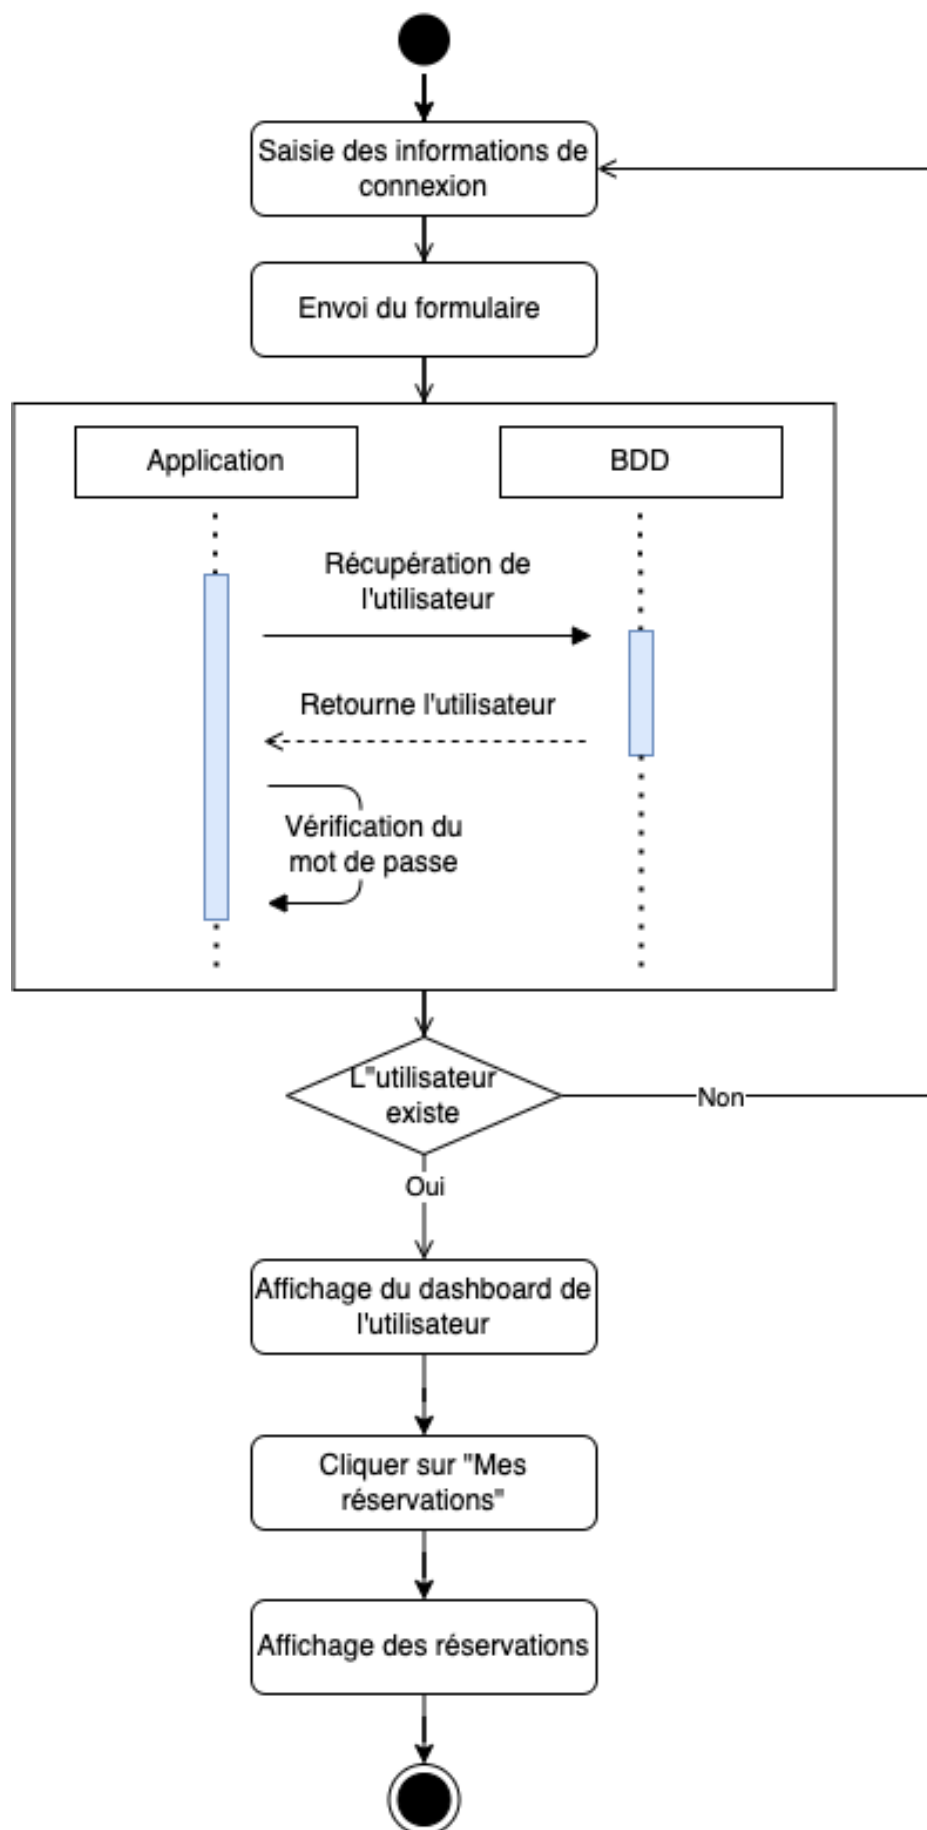 Saisie des informations de
connexion
Envoi du formulaire
Application
BDD
Récupération de
l'utilisateur
Retourne l'utilisateur
Vérification du
mot de passe
L"utilisateur
existe
Non
Oui
Affichage du dashboard de
l'utilisateur
Cliquer sur "Mes
réservations"
Affichage des réservations